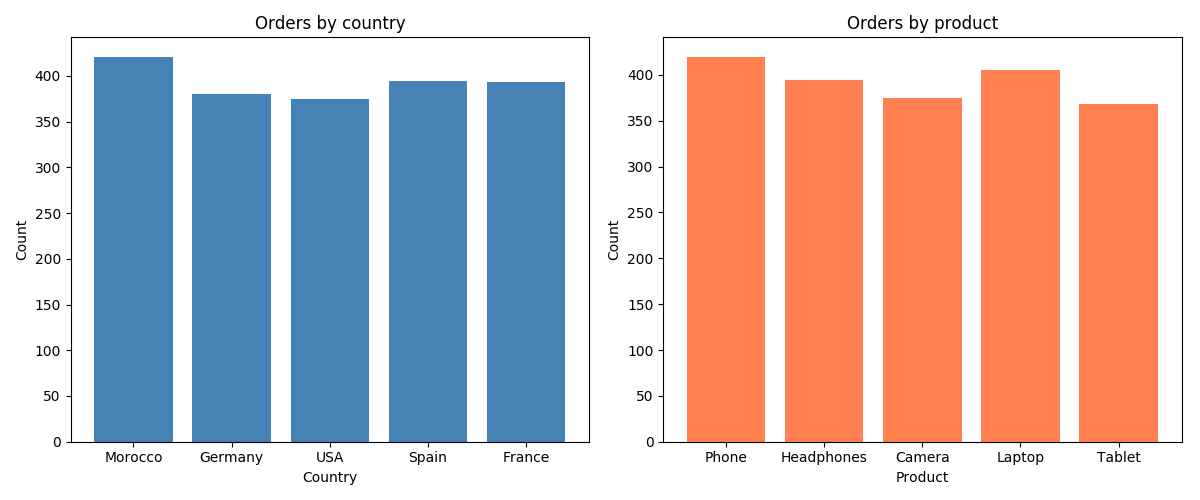 Orders by country
400
350
300
250
200
150
100
50
0
Count
Morocco Germany USA Spain France
Country
Orders by product
400
350
300
250
200
150
100
50
0
Count
Phone Headphones Camera Laptop Tablet
Product